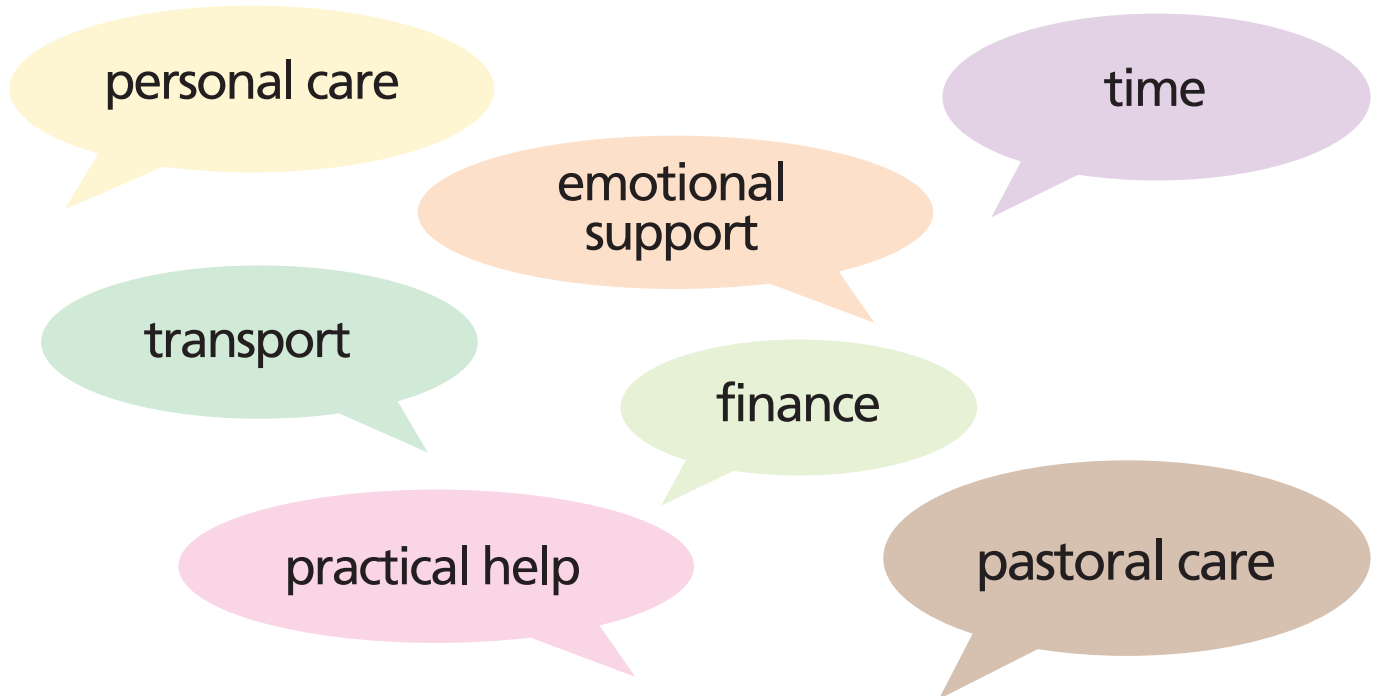 personal care
time
emotional
support
transport
finance
practical help
pastoral care